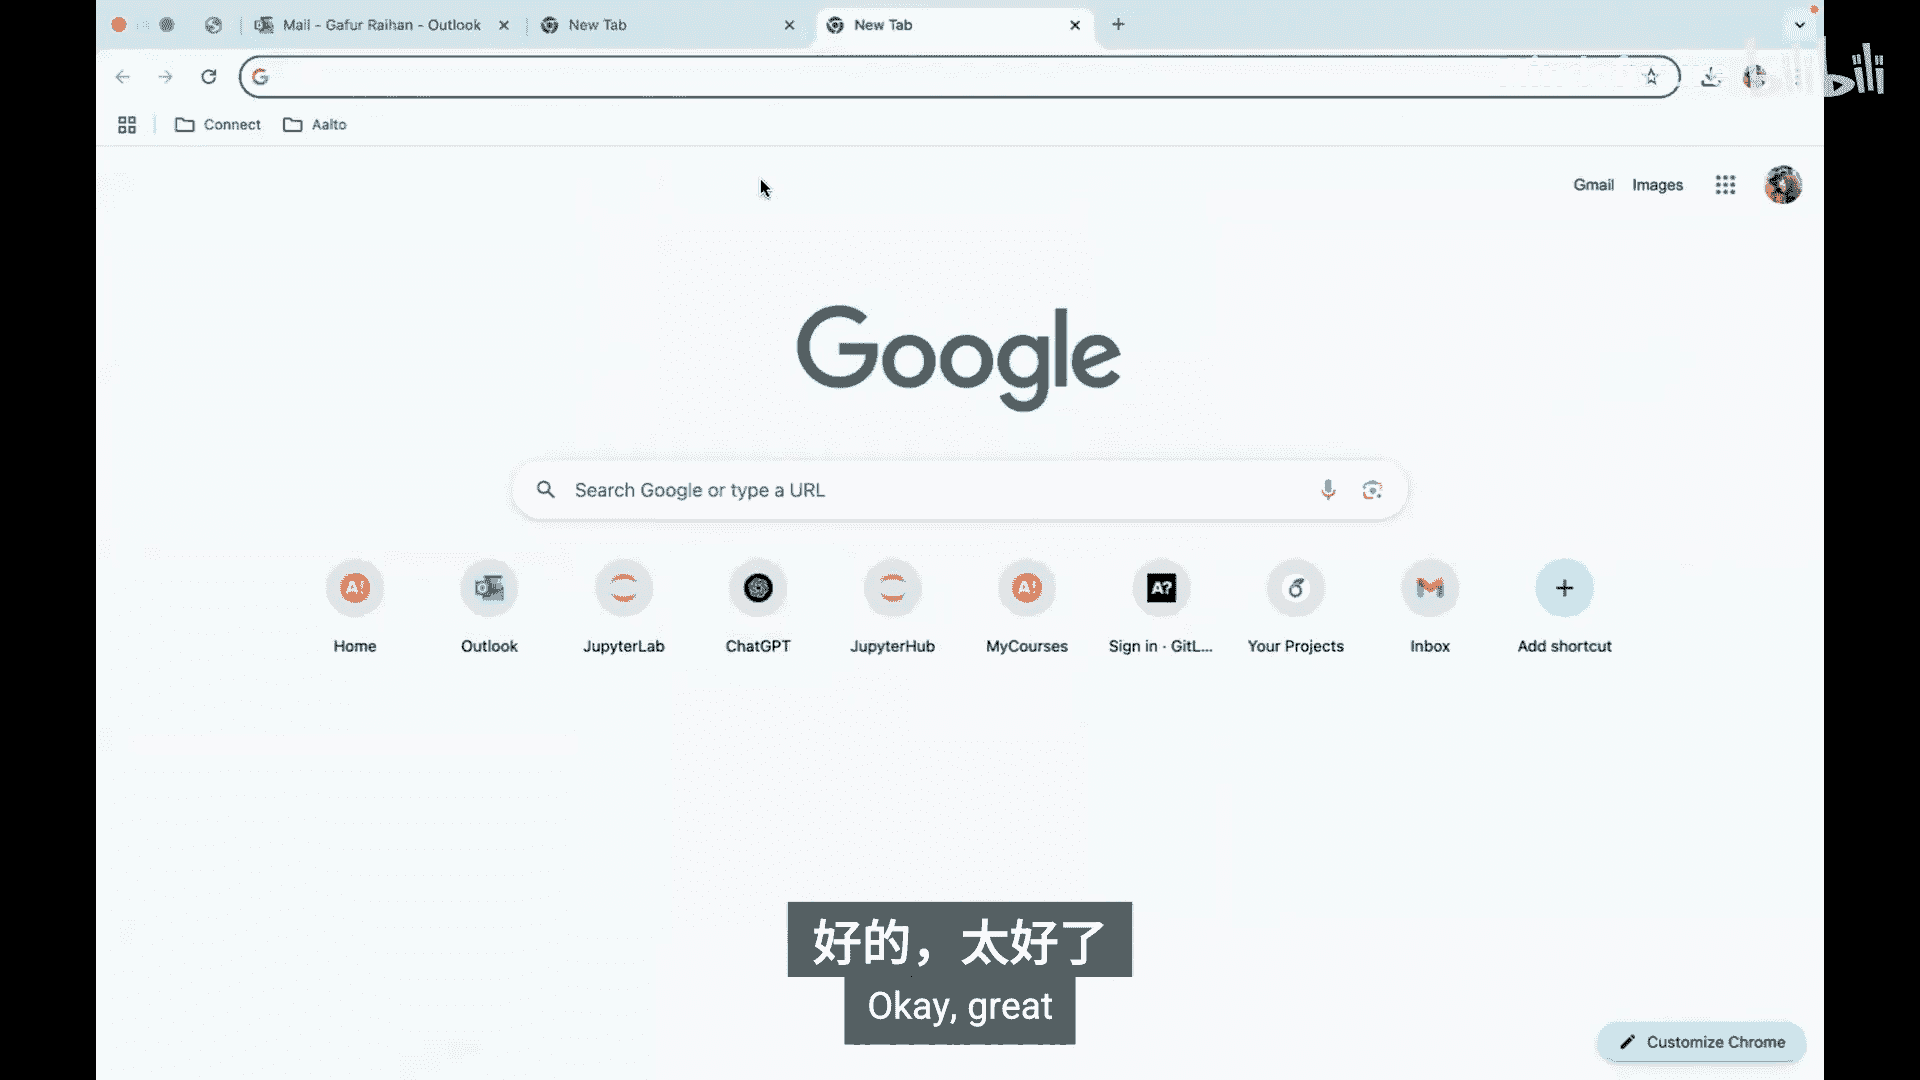 Mail - Gafur Raihan - Outlook
New Tab
New Tab
bilibili
Connect
Aalto
Gmail
Images
Google
Search Google or type a URL
A!
A!
A?
Home
Outlook
JupyterLab
ChatGPT
JupyterHub
MyCourses
Sign in · GitL...
Your Projects
Inbox
Add shortcut
好的，太好了
Okay, great
Customize Chrome